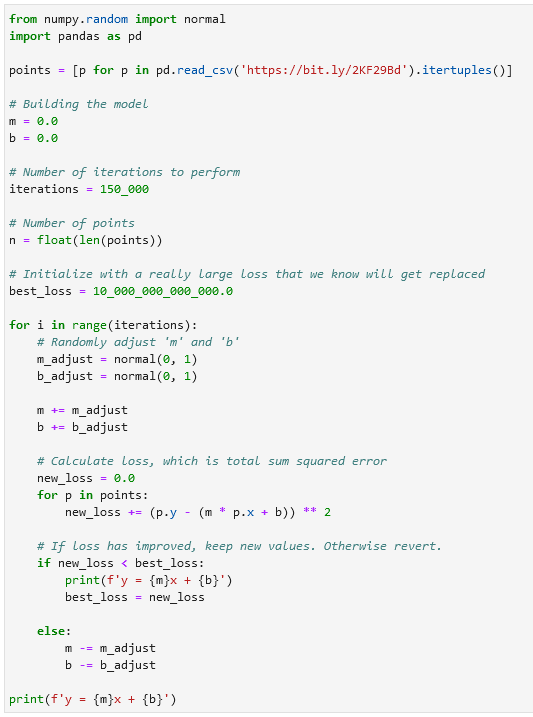 from numpy.random import normal
import pandas as pd

points = [p for p in pd.read_csv('https://bit.ly/2KF29Bd').itertuples()]

# Building the model
m = 0.0
b = 0.0

# Number of iterations to perform
iterations = 150_000

# Number of points
n = float(len(points))

# Initialize with a really large loss that we know will get replaced
best_loss = 10_000_000_000_000.0

for i in range(iterations):
    # Randomly adjust 'm' and 'b'
    m_adjust = normal(0, 1)
    b_adjust = normal(0, 1)

    m += m_adjust
    b += b_adjust

    # Calculate loss, which is total sum squared error
    new_loss = 0.0
    for p in points:
        new_loss += (p.y - (m * p.x + b)) ** 2

    # If loss has improved, keep new values. Otherwise revert.
    if new_loss < best_loss:
        print(f'y = {m}x + {b}')
        best_loss = new_loss

    else:
        m -= m_adjust
        b -= b_adjust

print(f'y = {m}x + {b}')